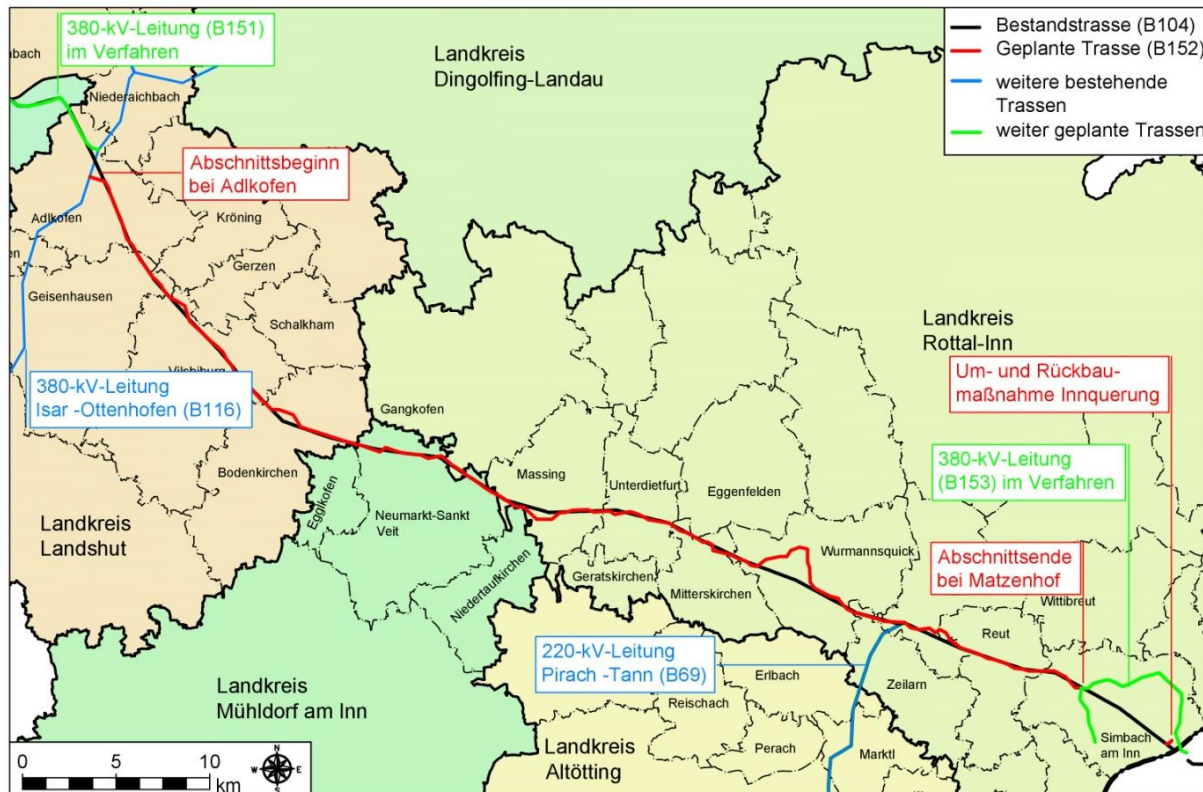 380-kV-Leitung (B151)
im Verfahren
Landkreis
Dingolfing-Landau
Bestandstrasse (B104)
Geplante Trasse (B152)
weitere bestehende
Trassen
weiter geplante Trassen
Niederaichbach
Abschnittsbeginn
bei Adlkofen
Adlkofen
Kröning
Gerzen
Geisenhausen
Schalkham
Landkreis
Rottal-Inn
Vilsbiburg
380-kV-Leitung
Isar -Ottenhofen (B116)
Um- und Rückbau-
maßnahme Innquerung
Gangkofen
380-kV-Leitung
(B153) im Verfahren
Bodenkirchen
Massing
Unterdietfurt
Eggenfelden
Egglkofen
Neumarkt-Sankt
Veit
Landkreis
Landshut
Wurmannsquick
Abschnittsende
bei Matzenhof
Niedertaufkirchen
Geratskirchen
Mitterskirchen
Wittibreut
Reut
220-kV-Leitung
Pirach -Tann (B69)
Erlbach
Zeilarn
Landkreis
Mühldorf am Inn
Reischach
Simbach
am Inn
Landkreis
Altötting
Perach
Marktl
0 5 10
km
N
W E
S